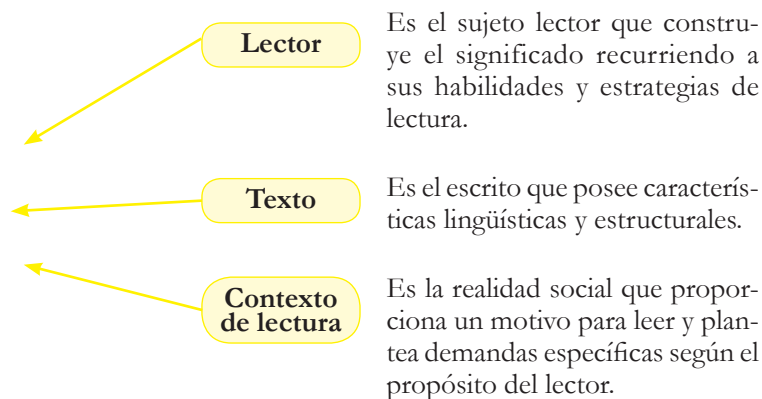 Lector
Es el sujeto lector que constru-
ye el significado recurriendo a
sus habilidades y estrategias de
lectura.
Texto
Es el escrito que posee caracterís-
ticas lingüísticas y estructurales.
Contexto
de lectura
Es la realidad social que propor-
ciona un motivo para leer y plan-
tea demandas específicas según el
propósito del lector.